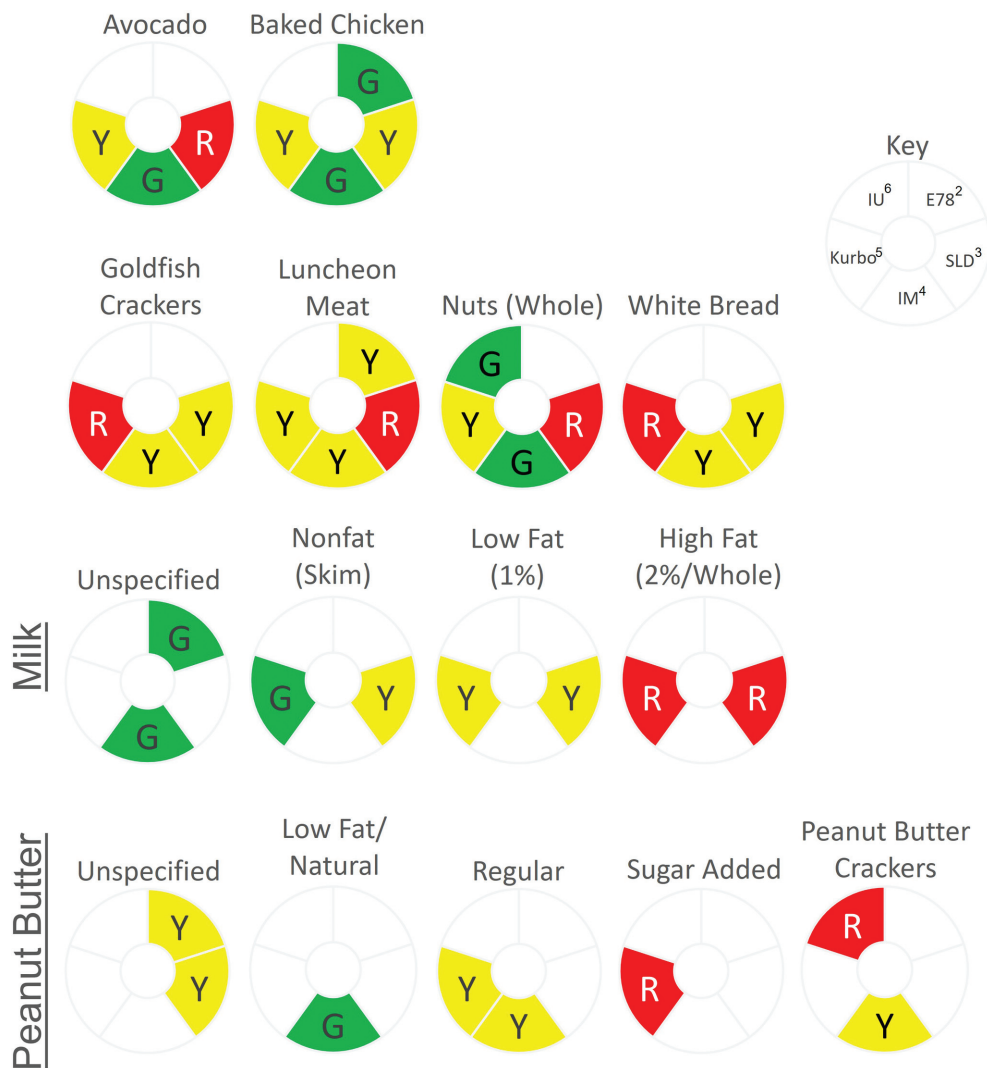 Avocado
Baked Chicken
G
Y
R
G
Y
Y
G
Key
IU6
E78²
Kurbo5
SLD³
IM4
Goldfish
Crackers
Luncheon
Meat
Nuts (Whole)
White Bread
R
Y
Y
Y
Y
R
Y
G
Y
R
G
R
Y
Y
Milk
Unspecified
Nonfat
(Skim)
Low Fat
(1%)
High Fat
(2%/Whole)
G
G
G
Y
Y
Y
R
R
Peanut Butter
Unspecified
Low Fat/
Natural
Regular
Sugar Added
Peanut Butter
Crackers
Y
Y
G
Y
Y
R
R
Y